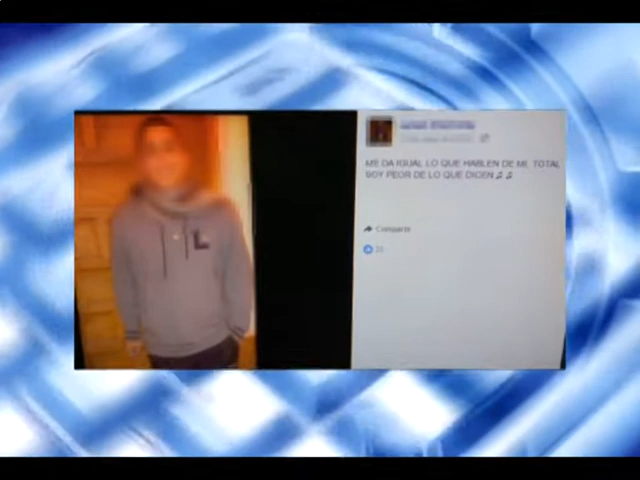 ME DA IGUAL LO QUE HABLEN DE MI, TOTAL
SOY PEOR DE LO QUE DICEN ♫ ♫
Compartir
L